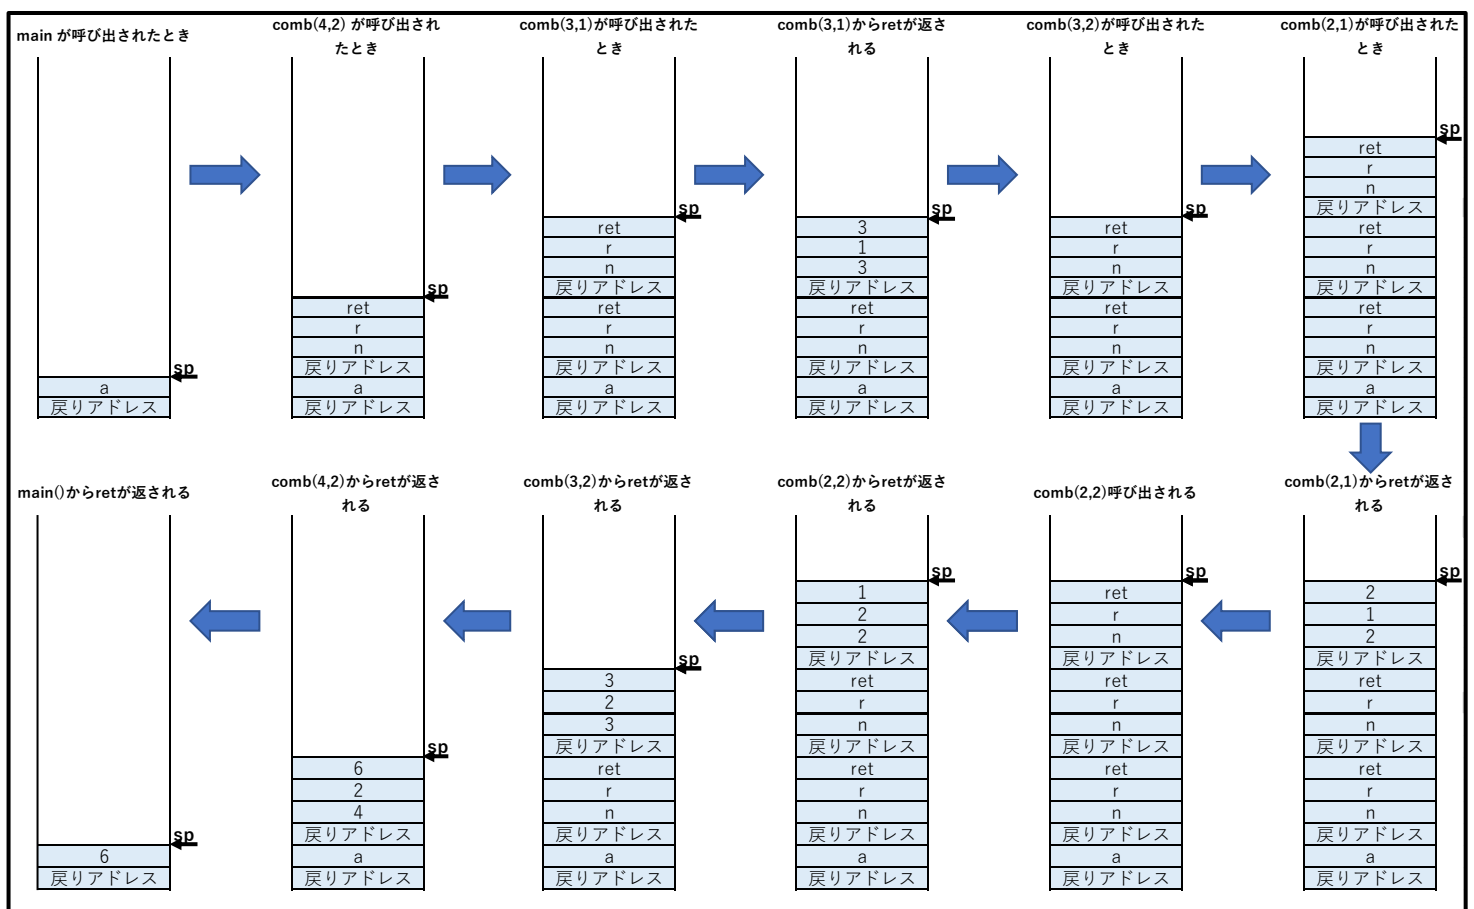 main が呼び出されたとき
戻りアドレス
a
sp
comb(4,2) が呼び出され
たとき
sp
ret
r
n
戻りアドレス
a
戻りアドレス
comb(3,1)が呼び出された
とき
sp
ret
r
n
戻りアドレス
ret
r
n
戻りアドレス
a
戻りアドレス
comb(3,1)からretが返さ
れる
sp
3
1
3
戻りアドレス
ret
r
n
戻りアドレス
a
戻りアドレス
comb(3,2)が呼び出された
とき
sp
ret
r
n
戻りアドレス
ret
r
n
戻りアドレス
a
戻りアドレス
comb(2,1)が呼び出された
とき
sp
ret
r
n
戻りアドレス
ret
r
n
戻りアドレス
ret
r
n
戻りアドレス
a
戻りアドレス
comb(2,1)からretが返さ
れる
sp
2
1
2
戻りアドレス
ret
r
n
戻りアドレス
ret
r
n
戻りアドレス
a
戻りアドレス
comb(2,2)呼び出される
sp
ret
r
n
戻りアドレス
ret
r
n
戻りアドレス
ret
r
n
戻りアドレス
a
戻りアドレス
comb(2,2)からretが返さ
れる
sp
1
2
2
戻りアドレス
ret
r
n
戻りアドレス
ret
r
n
戻りアドレス
a
戻りアドレス
comb(3,2)からretが返さ
れる
sp
3
2
3
戻りアドレス
ret
r
n
戻りアドレス
a
戻りアドレス
comb(4,2)からretが返さ
れる
sp
6
2
4
戻りアドレス
a
戻りアドレス
main()からretが返される
sp
6
戻りアドレス